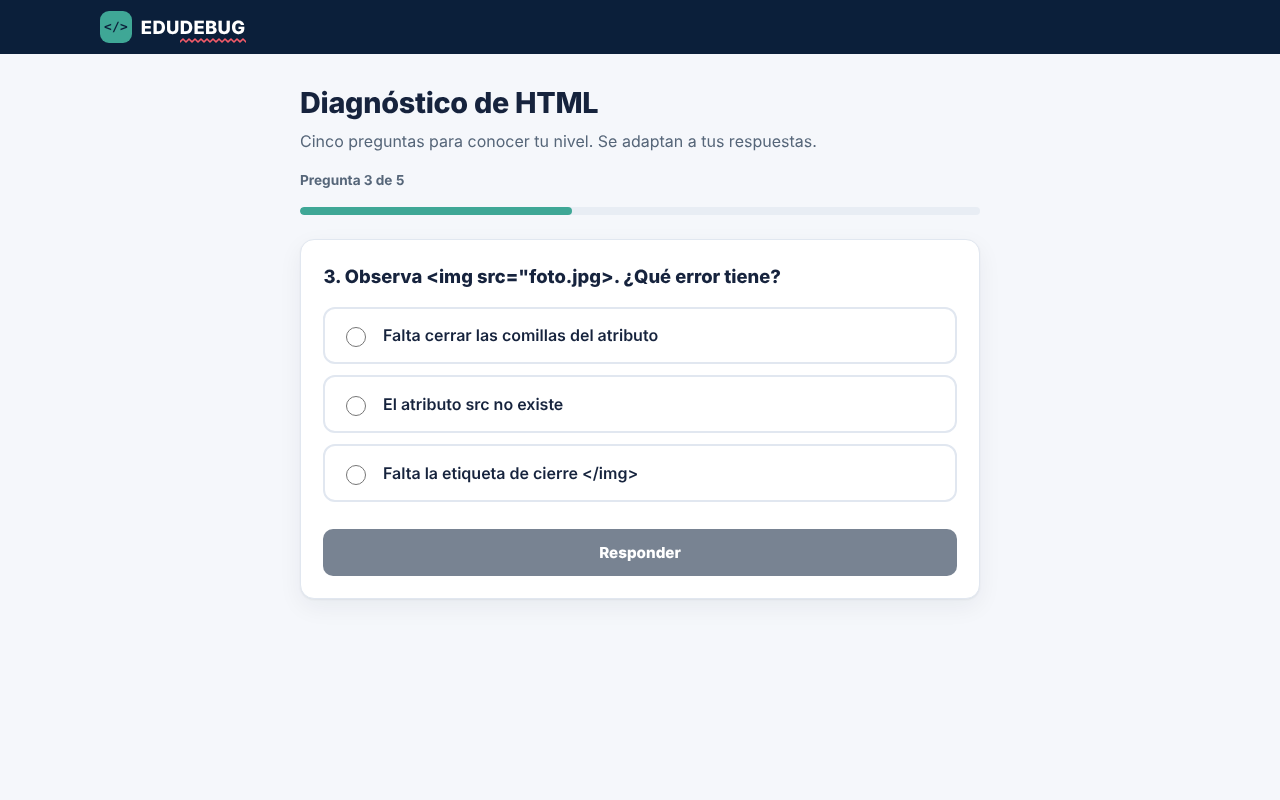 </> EDUDEBUG
Diagnóstico de HTML
Cinco preguntas para conocer tu nivel. Se adaptan a tus respuestas.
Pregunta 3 de 5
3. Observa <img src="foto.jpg>. ¿Qué error tiene?
Falta cerrar las comillas del atributo
El atributo src no existe
Falta la etiqueta de cierre </img>
Responder